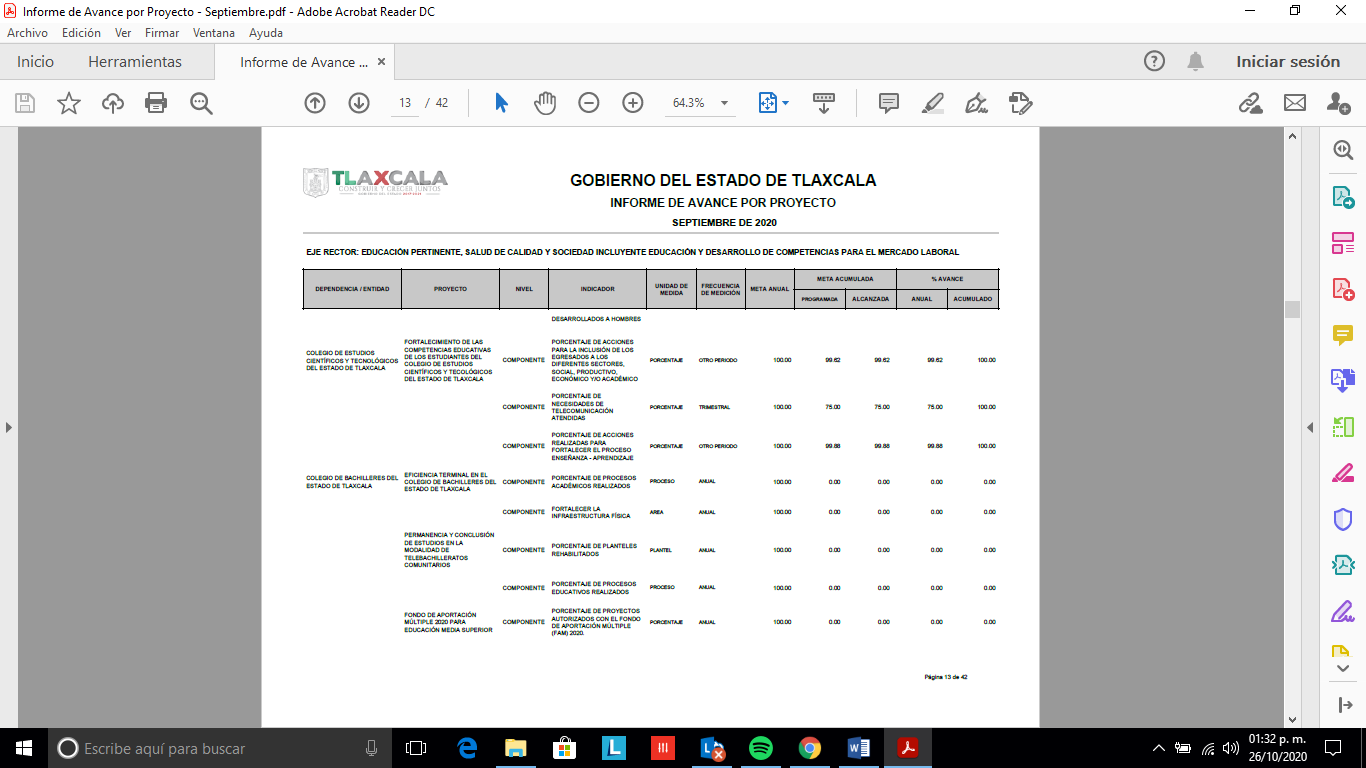 Informe de Avance por Proyecto - Septiembre.pdf - Adobe Acrobat Reader DC
Archivo Edición Ver Firmar Ventana Ayuda
Inicio Herramientas Informe de Avance ... × Iniciar sesión
13 / 42 64.3%
TLAXCALA
CONSTRUIR Y CRECER JUNTOS
GOBIERNO DEL ESTADO DE TLAXCALA
INFORME DE AVANCE POR PROYECTO
SEPTIEMBRE DE 2020
EJE RECTOR: EDUCACIÓN PERTINENTE, SALUD DE CALIDAD Y SOCIEDAD INCLUYENTE EDUCACIÓN Y DESARROLLO DE COMPETENCIAS PARA EL MERCADO LABORAL
DEPENDENCIA / ENTIDAD
PROYECTO
NIVEL
INDICADOR
UNIDAD DE
MEDIDA
FRECUENCIA
DE MEDICIÓN
META ANUAL
META ACUMULADA
PROGRAMADA ALCANZADA
% AVANCE
ANUAL ACUMULADO
DESARROLLADOS A HOMBRES
COLEGIO DE ESTUDIOS
CIENTÍFICOS Y TECNOLÓGICOS
DEL ESTADO DE TLAXCALA
FORTALECIMIENTO DE LAS
COMPETENCIAS EDUCATIVAS
DE LOS ESTUDIANTES DEL
COLEGIO DE ESTUDIOS
CIENTÍFICOS Y TECOLÓGICOS
DEL ESTADO DE TLAXCALA
COMPONENTE
PORCENTAJE DE ACCIONES
PARA LA INCLUSIÓN DE LOS
EGRESADOS A LOS
DIFERENTES SECTORES,
SOCIAL, PRODUCTIVO,
ECONÓMICO Y/O ACADÉMICO
PORCENTAJE OTRO PERIODO 100.00 99.62 99.62 99.62 100.00
COMPONENTE
PORCENTAJE DE
NECESIDADES DE
TELECOMUNICACIÓN
ATENDIDAS
PORCENTAJE TRIMESTRAL 100.00 75.00 75.00 75.00 100.00
COMPONENTE
PORCENTAJE DE ACCIONES
REALIZADAS PARA
FORTALECER EL PROCESO
ENSEÑANZA - APRENDIZAJE
PORCENTAJE OTRO PERIODO 100.00 99.88 99.88 99.88 100.00
COLEGIO DE BACHILLERES DEL
ESTADO DE TLAXCALA
EFICIENCIA TERMINAL EN EL
COLEGIO DE BACHILLERES DEL
ESTADO DE TLAXCALA
COMPONENTE
PORCENTAJE DE PROCESOS
ACADÉMICOS REALIZADOS
PROCESO ANUAL 100.00 0.00 0.00 0.00 0.00
COMPONENTE
FORTALECER LA
INFRAESTRUCTURA FÍSICA
AREA ANUAL 100.00 0.00 0.00 0.00 0.00
PERMANENCIA Y CONCLUSIÓN
DE ESTUDIOS EN LA
MODALIDAD DE
TELEBACHILLERATOS
COMUNITARIOS
COMPONENTE
PORCENTAJE DE PLANTELES
REHABILITADOS
PLANTEL ANUAL 100.00 0.00 0.00 0.00 0.00
COMPONENTE
PORCENTAJE DE PROCESOS
EDUCATIVOS REALIZADOS
PROCESO ANUAL 100.00 0.00 0.00 0.00 0.00
FONDO DE APORTACIÓN
MÚLTIPLE 2020 PARA
EDUCACIÓN MEDIA SUPERIOR
COMPONENTE
PORCENTAJE DE PROYECTOS
AUTORIZADOS CON EL FONDO
DE APORTACIÓN MÚLTIPLE
(FAM) 2020.
PORCENTAJE ANUAL 100.00 0.00 0.00 0.00 0.00
Página 13 de 42
Escribe aquí para buscar
01:32 p. m.
26/10/2020